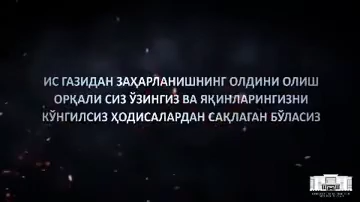 ИС ГАЗИДАН ЗАҲАРЛАНИШНИНГ ОЛДИНИ ОЛИШ
ОРҚАЛИ СИЗ ЎЗИНГИЗ ВА ЯҚИНЛАРИНГИЗНИ
КЎНГИЛСИЗ ҲОДИСАЛАРДАН САҚЛАГАН БЎЛАСИЗ